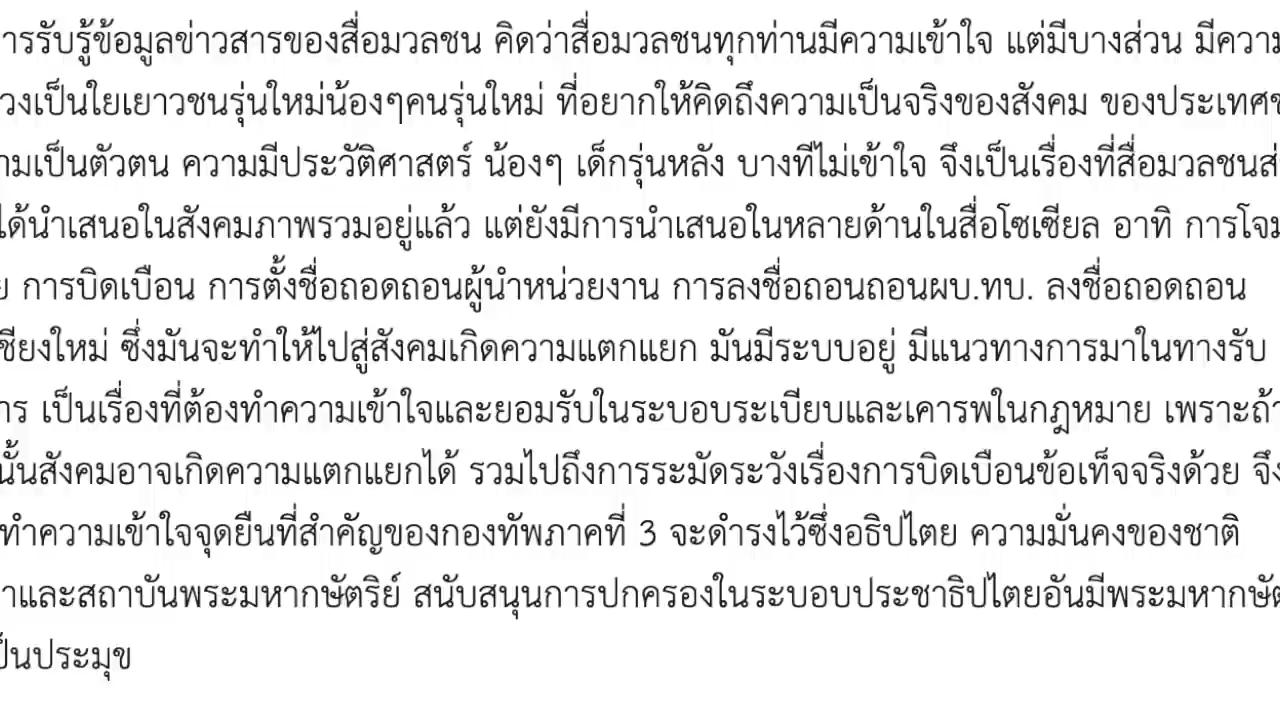 ารรับรู้ข้อมูลข่าวสารของสื่อมวลชน คิดว่าสื่อมวลชนทุกท่านมีความเข้าใจ แต่มีบางส่วน มีความ
วงเป็นใยเยาวชนรุ่นใหม่น้องๆคนรุ่นใหม่ ที่อยากให้คิดถึงความเป็นจริงของสังคม ของประเทศช
ามเป็นตัวตน ความมีประวัติศาสตร์ น้องๆ เด็กรุ่นหลัง บางทีไม่เข้าใจ จึงเป็นเรื่องที่สื่อมวลชนส่
ได้นำเสนอในสังคมภาพรวมอยู่แล้ว แต่ยังมีการนำเสนอในหลายด้านในสื่อโซเซียล อาทิ การโจม
ย การบิดเบือน การตั้งชื่อถอดถอนผู้นำหน่วยงาน การลงชื่อถอนถอนผบ.ทบ. ลงชื่อถอดถอน
ชียงใหม่ ซึ่งมันจะทำให้ไปสู่สังคมเกิดความแตกแยก มันมีระบบอยู่ มีแนวทางการมาในทางรับ
าร เป็นเรื่องที่ต้องทำความเข้าใจและยอมรับในระบอบระเบียบและเคารพในกฎหมาย เพราะถ้า
นั้นสังคมอาจเกิดความแตกแยกได้ รวมไปถึงการระมัดระวังเรื่องการบิดเบือนข้อเท็จจริงด้วย จึง
ทำความเข้าใจจุดยืนที่สำคัญของกองทัพภาคที่ 3 จะดำรงไว้ซึ่งอธิปไตย ความมั่นคงของชาติ
าและสถาบันพระมหากษัตริย์ สนับสนุนการปกครองในระบอบประชาธิปไตยอันมีพระมหากษัต
ป็นประมุข